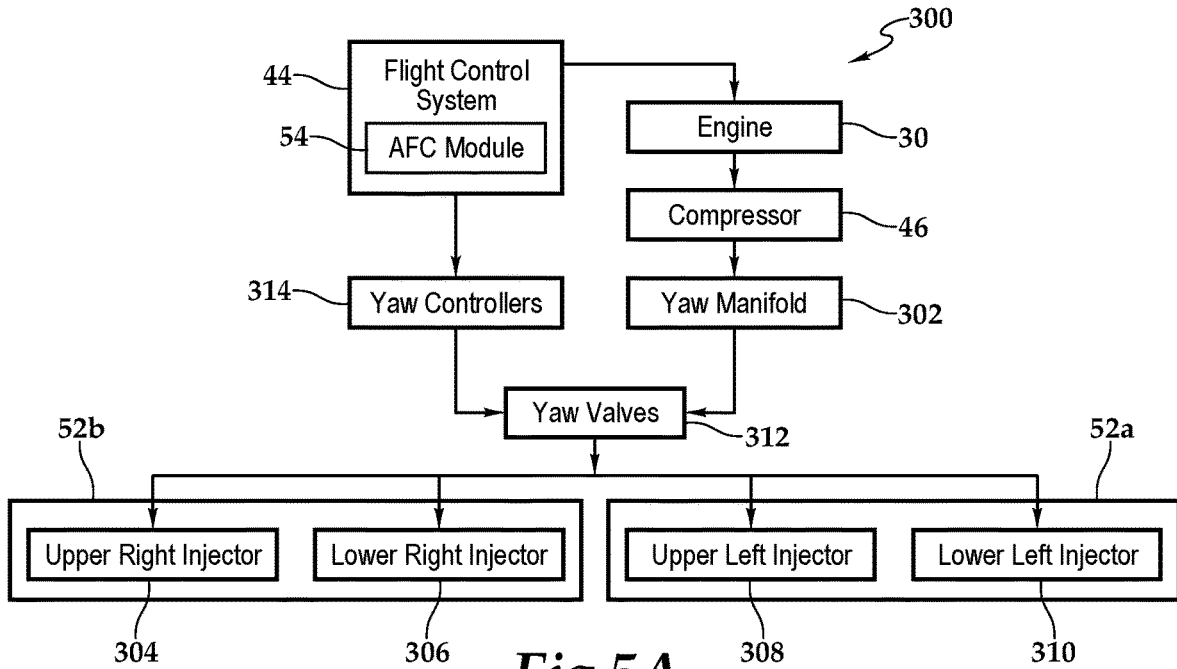 300
44
Flight Control
System
54
AFC Module
Engine
30
Compressor
46
314
Yaw Controllers
Yaw Manifold
302
Yaw Valves
312
52b
52a
Upper Right Injector
Lower Right Injector
Upper Left Injector
Lower Left Injector
304
306
308
310
Fig.5A